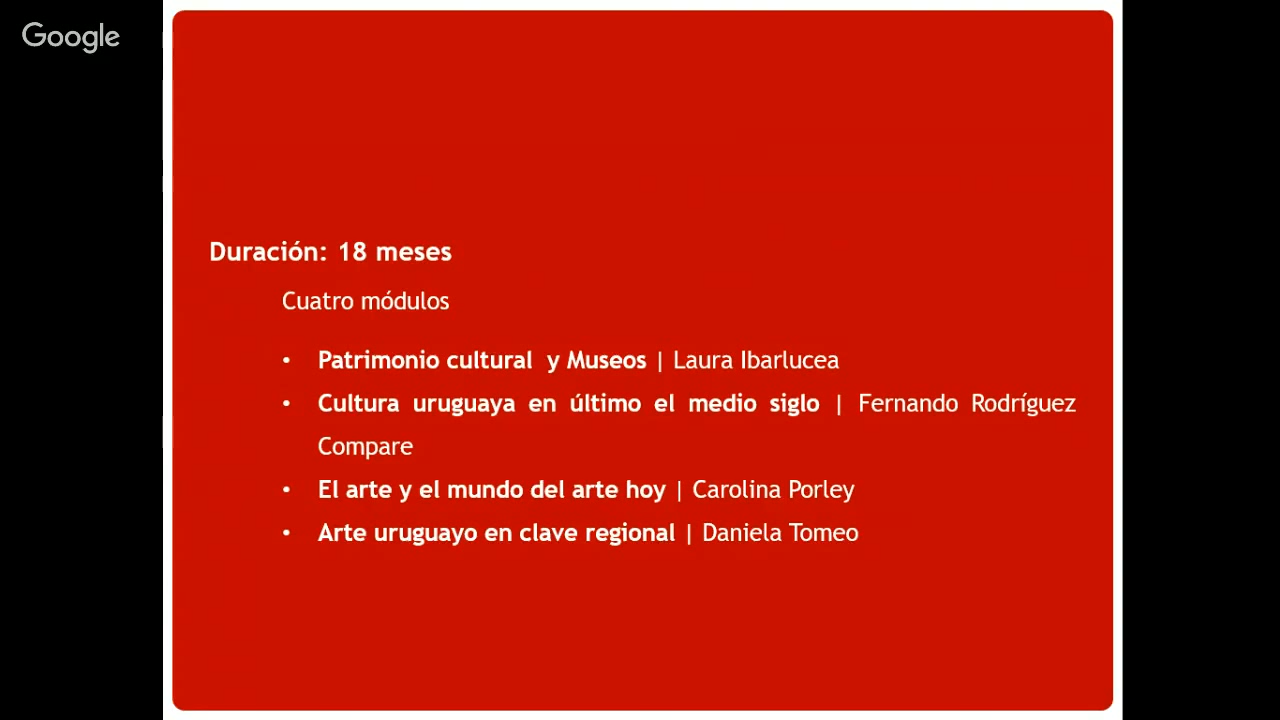 Google
Duración: 18 meses
Cuatro módulos
• Patrimonio cultural y Museos | Laura Ibarlucea
• Cultura uruguaya en último el medio siglo | Fernando Rodríguez
Compare
• El arte y el mundo del arte hoy | Carolina Porley
• Arte uruguayo en clave regional | Daniela Tomeo